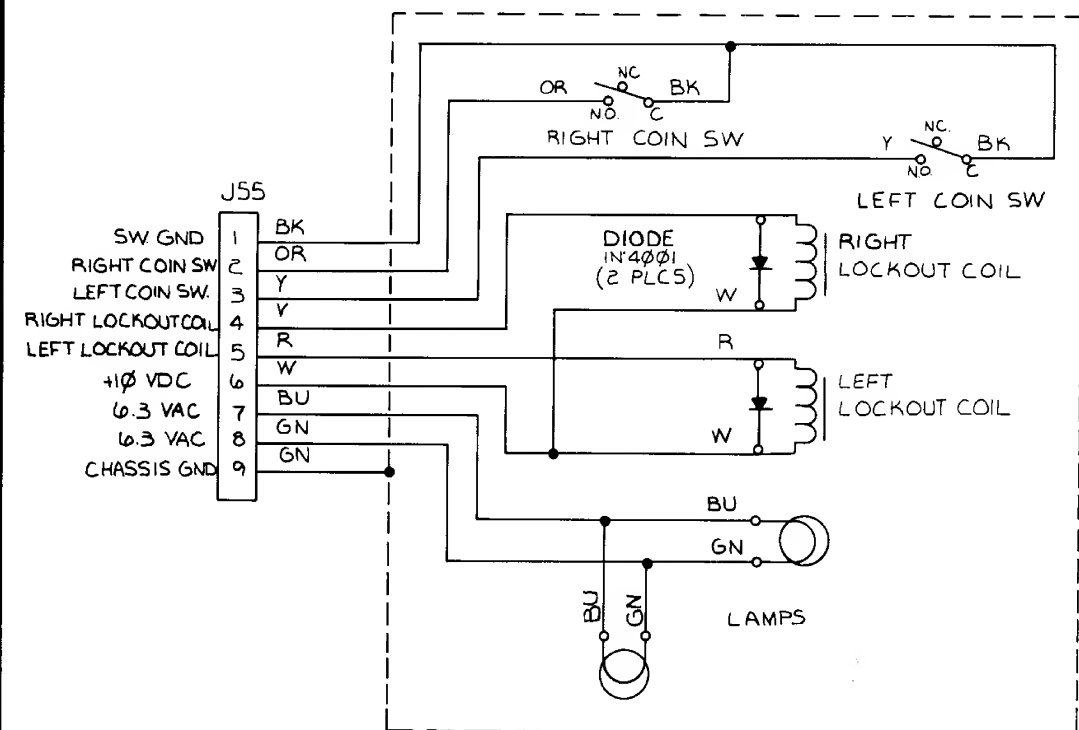 NC
OR
BK
N.O.
C
RIGHT COIN SW
NC.
Y
BK
NO.
C
LEFT COIN SW
J55
SW. GND 1 BK
RIGHT COIN SW 2 OR
LEFT COIN SW. 3 Y
RIGHT LOCKOUT COIL 4 V
LEFT LOCKOUT COIL 5 R
+10 VDC 6 W
6.3 VAC 7 BU
6.3 VAC 8 GN
CHASSIS GND 9 GN
DIODE
IN4001
(2 PLCS)
W
RIGHT
LOCKOUT COIL
R
W
LEFT
LOCKOUT COIL
BU
GN
BU
GN
LAMPS